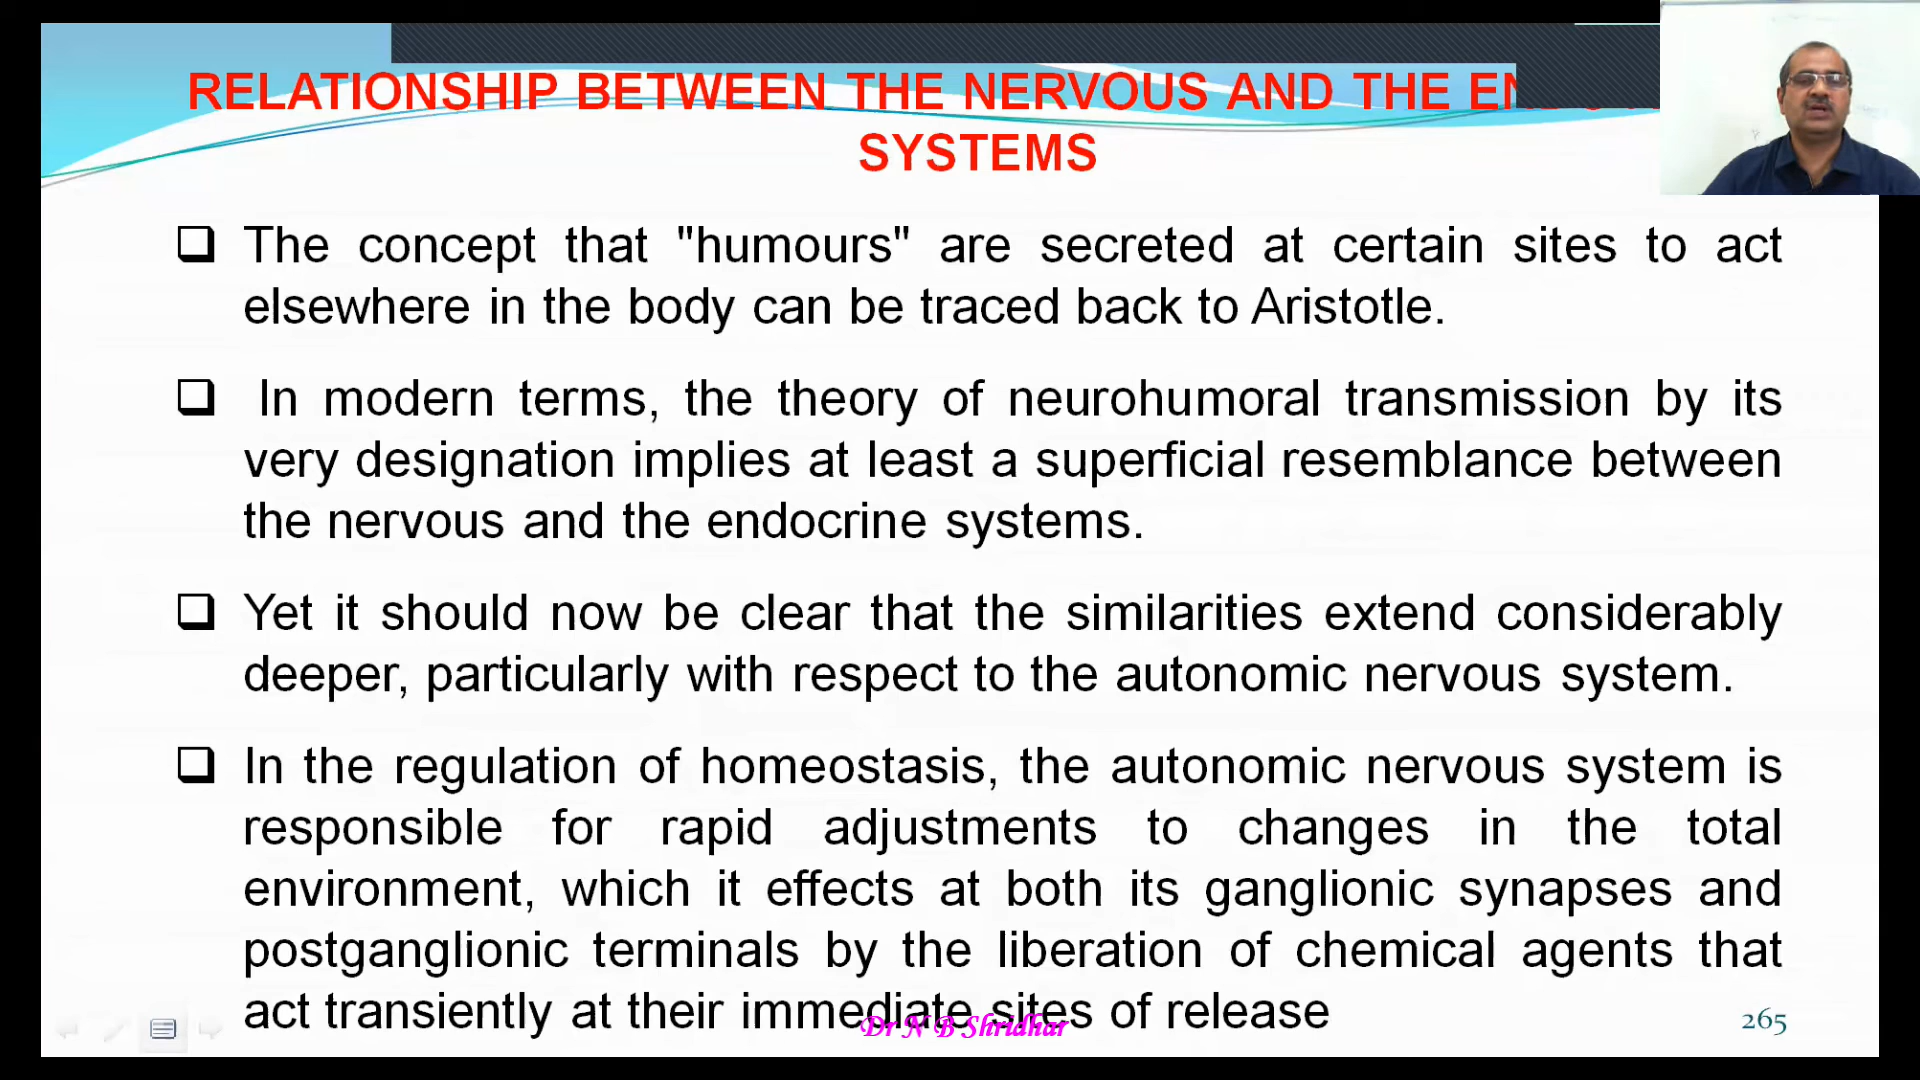 RELATIONSHIP BETWEEN THE NERVOUS AND THE
SYSTEMS
The concept that "humours" are secreted at certain sites to act
elsewhere in the body can be traced back to Aristotle.
In modern terms, the theory of neurohumoral transmission by its
very designation implies at least a superficial resemblance between
the nervous and the endocrine systems.
Yet it should now be clear that the similarities extend considerably
deeper, particularly with respect to the autonomic nervous system.
In the regulation of homeostasis, the autonomic nervous system is
responsible for rapid adjustments to changes in the total
environment, which it effects at both its ganglionic synapses and
postganglionic terminals by the liberation of chemical agents that
act transiently at their immediate sites of release
Dr N B Shridhar
265